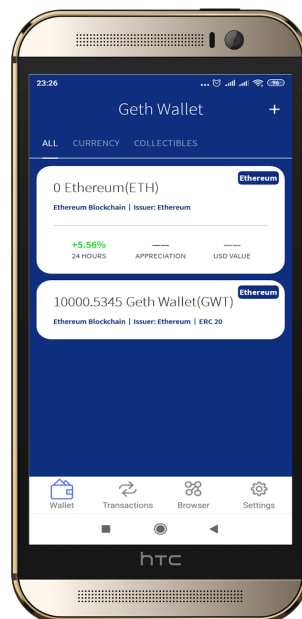 23:26
96
Geth Wallet +
ALL CURRENCY COLLECTIBLES
Ethereum
0 Ethereum(ETH)
Ethereum Blockchain | Issuer: Ethereum
+5.56% —— ——
24 HOURS APPRECIATION USD VALUE
Ethereum
10000.5345 Geth Wallet(GWT)
Ethereum Blockchain | Issuer: Ethereum | ERC 20
Wallet Transactions Browser Settings
hTC